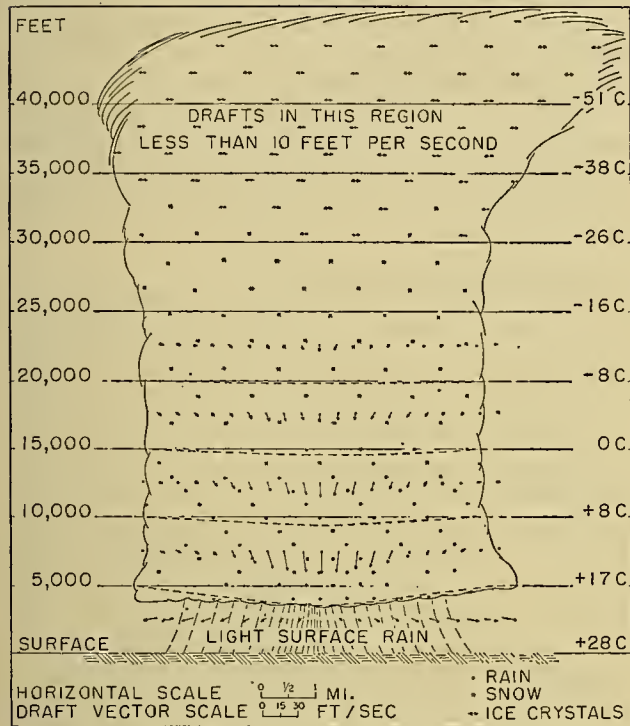 FEET
40,000 -51 C
DRAFTS IN THIS REGION
LESS THAN 10 FEET PER SECOND
35,000 -38 C
30,000 -26 C
25,000 -16 C
20,000 -8 C
15,000 0 C
10,000 +8 C
5,000 +17 C
LIGHT SURFACE RAIN
SURFACE +28 C
• RAIN
* SNOW
↔ ICE CRYSTALS
HORIZONTAL SCALE 0 1/2 1 MI.
DRAFT VECTOR SCALE 0 15 30 FT/SEC